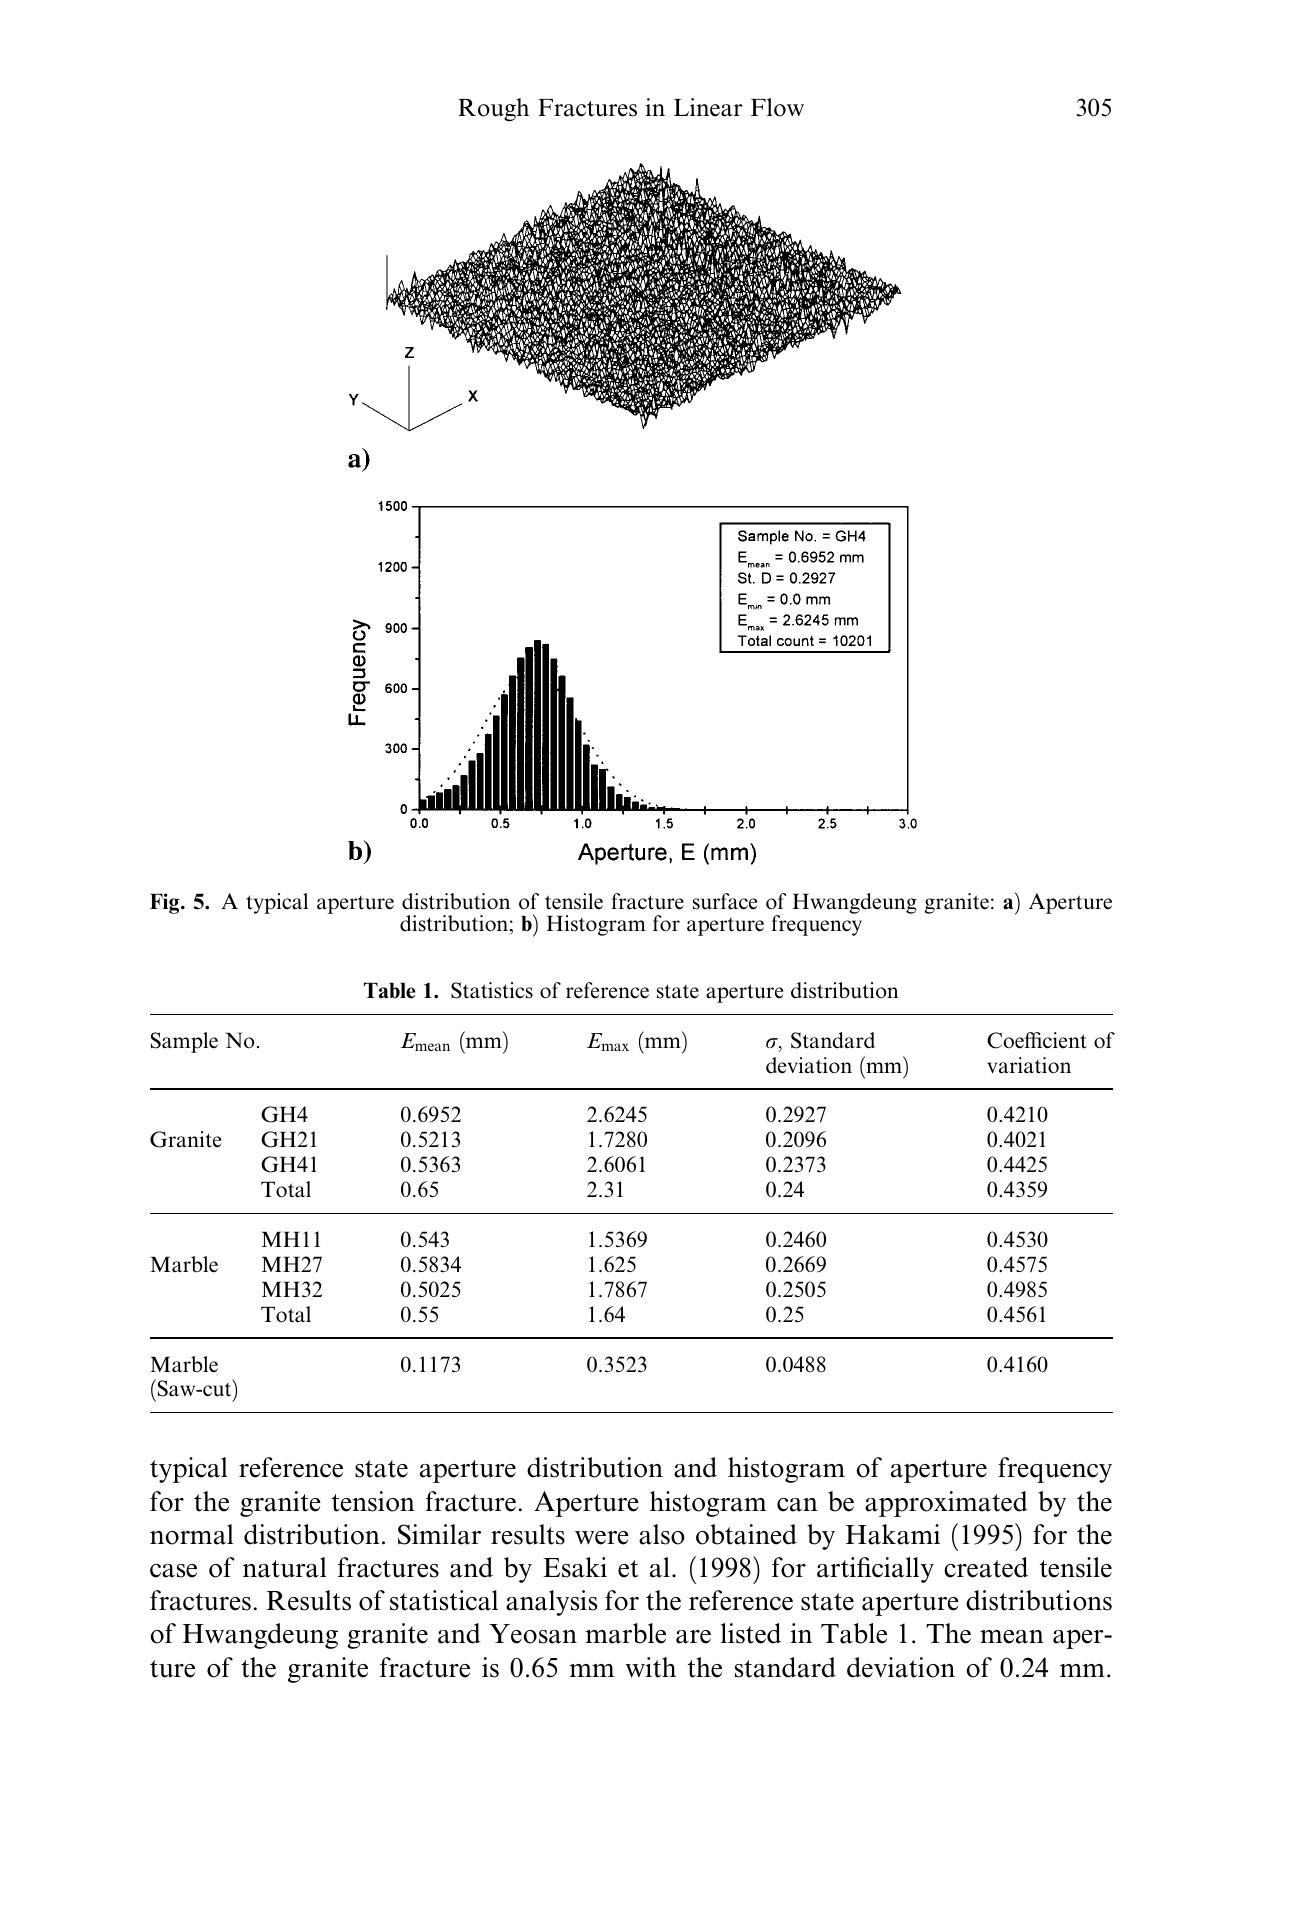 Rough Fractures in Linear Flow 305
Z
Y
X
a)
1500
1200
900
600
300
0
Frequency
Sample No. = GH4
Emean = 0.6952 mm
St. D = 0.2927
Emin = 0.0 mm
Emax = 2.6245 mm
Total count = 10201
0.0 0.5 1.0 1.5 2.0 2.5 3.0
b) Aperture, E (mm)
Fig. 5. A typical aperture distribution of tensile fracture surface of Hwangdeung granite: a) Aperture
distribution; b) Histogram for aperture frequency
Table 1. Statistics of reference state aperture distribution
Sample No. Emean (mm) Emax (mm) σ, Standard Coefficient of
deviation (mm) variation
GH4 0.6952 2.6245 0.2927 0.4210
Granite GH21 0.5213 1.7280 0.2096 0.4021
GH41 0.5363 2.6061 0.2373 0.4425
Total 0.65 2.31 0.24 0.4359
MH11 0.543 1.5369 0.2460 0.4530
Marble MH27 0.5834 1.625 0.2669 0.4575
MH32 0.5025 1.7867 0.2505 0.4985
Total 0.55 1.64 0.25 0.4561
Marble 0.1173 0.3523 0.0488 0.4160
(Saw-cut)
typical reference state aperture distribution and histogram of aperture frequency
for the granite tension fracture. Aperture histogram can be approximated by the
normal distribution. Similar results were also obtained by Hakami (1995) for the
case of natural fractures and by Esaki et al. (1998) for artificially created tensile
fractures. Results of statistical analysis for the reference state aperture distributions
of Hwangdeung granite and Yeosan marble are listed in Table 1. The mean aper-
ture of the granite fracture is 0.65 mm with the standard deviation of 0.24 mm.